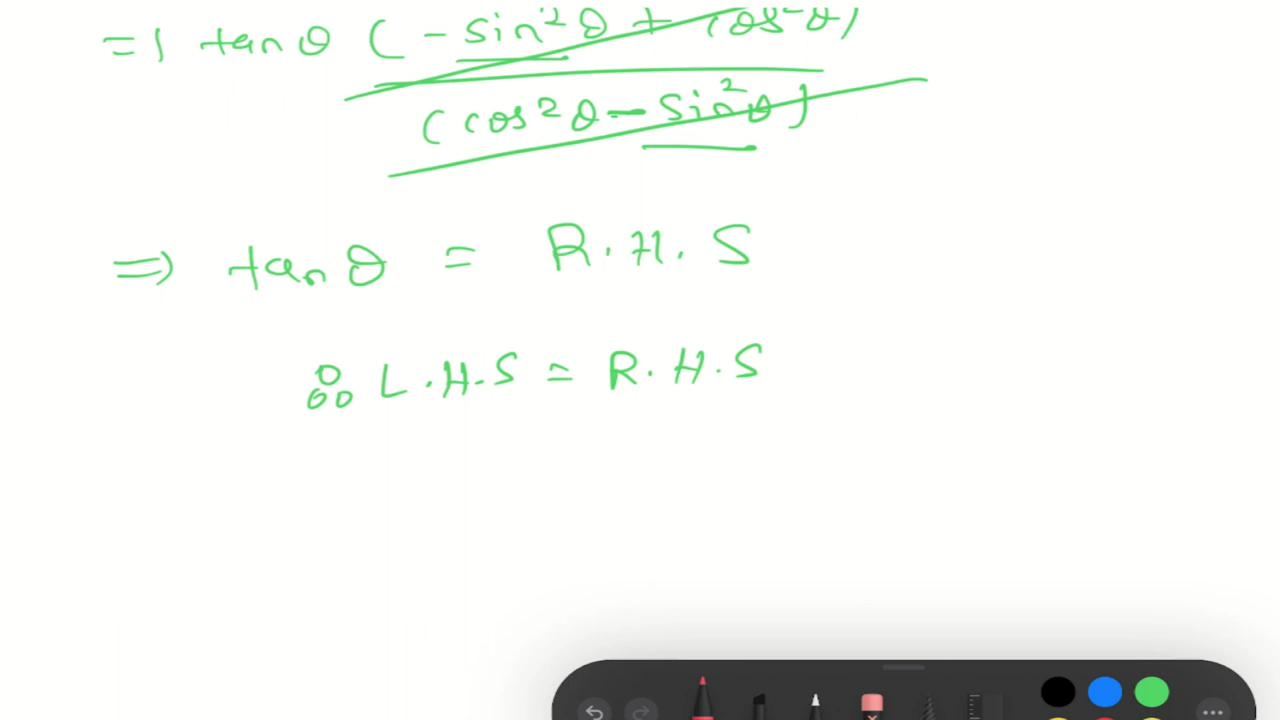 =1 tan θ (- sin²θ + cos²θ)
(cos²θ - sin²θ)
⇒ tan θ = R.H.S
∴ L.H.S = R.H.S